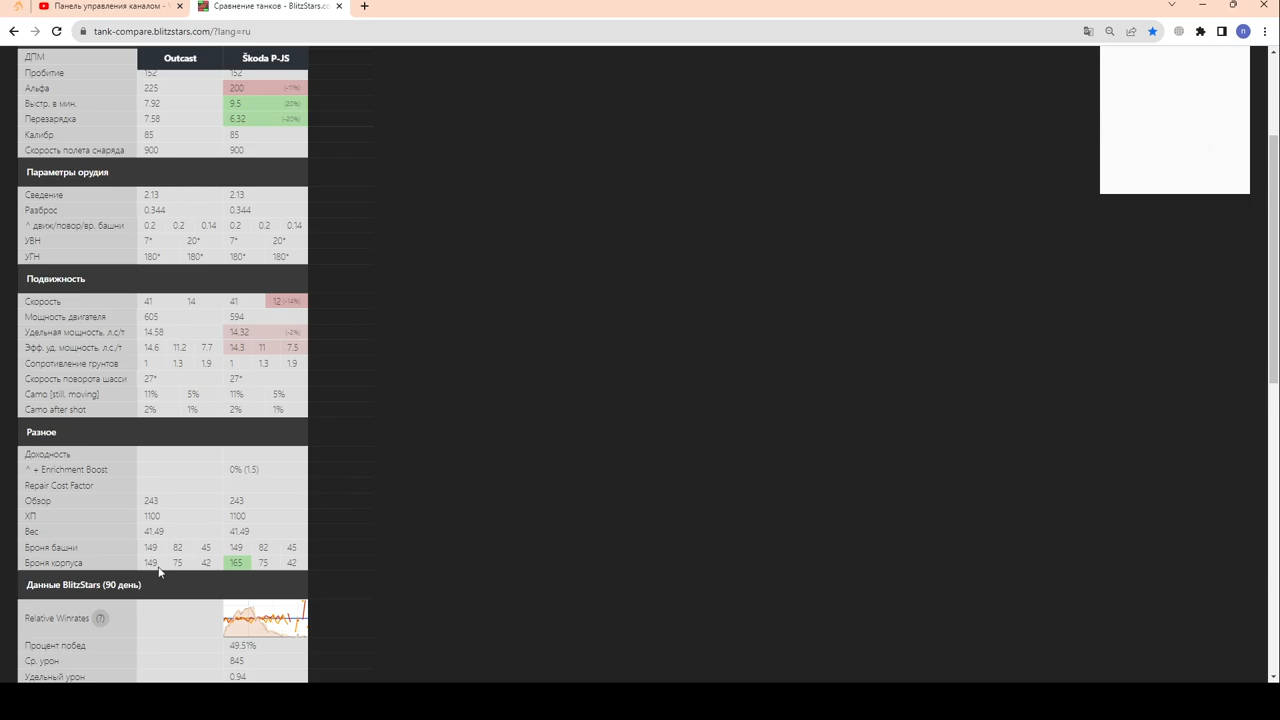 Панель управления каналом -
Сравнение танков - BlitzStars.co
tank-compare.blitzstars.com/?lang=ru
п
ДПМ Outcast Škoda P-JS
Пробитие 152 152
Альфа 225 200 (-11%)
Выстр. в мин. 7.92 9.5 (20%)
Перезарядка 7.58 6.32 (-20%)
Калибр 85 85
Скорость полета снаряда 900 900
Параметры орудия
Сведение 2.13 2.13
Разброс 0.344 0.344
^ движ/повор/вр. башни 0.2 0.2 0.14 0.2 0.2 0.14
УВН 7° 20° 7° 20°
УГН 180° 180° 180° 180°
Подвижность
Скорость 41 14 41 12 (-14%)
Мощность двигателя 605 594
Удельная мощность, л.с/т 14.58 14.32 (-2%)
Эфф. уд. мощность, л.с./т 14.6 11.2 7.7 14.3 11 7.5
Сопротивление грунтов 1 1.3 1.9 1 1.3 1.9
Скорость поворота шасси 27° 27°
Camo [still, moving] 11% 5% 11% 5%
Camo after shot 2% 1% 2% 1%
Разное
Доходность
^ + Enrichment Boost 0% (1.5)
Repair Cost Factor
Обзор 243 243
ХП 1100 1100
Вес 41.49 41.49
Броня башни 149 82 45 149 82 45
Броня корпуса 149 75 42 165 75 42
Данные BlitzStars (90 день)
Relative Winrates (?)
Процент побед 49.51%
Ср. урон 845
Удельный урон 0.94